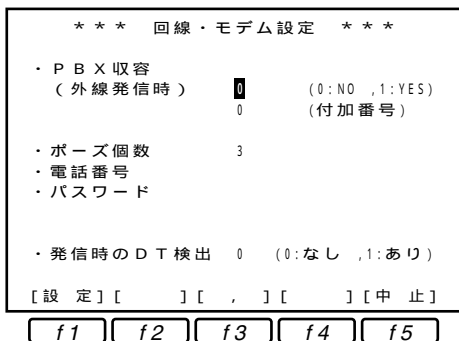 ＊ ＊ ＊ 回線・モデム設定 ＊ ＊ ＊
・ＰＢＸ収容
（外線発信時） 0 (0:NO ,1:YES)
0 (付加番号)
・ポーズ個数 3
・電話番号
・パスワード
・発信時のＤＴ検出 0 (0:なし ,1:あり)
[設 定][ ][ , ][ ][中 止]
f1 f2 f3 f4 f5